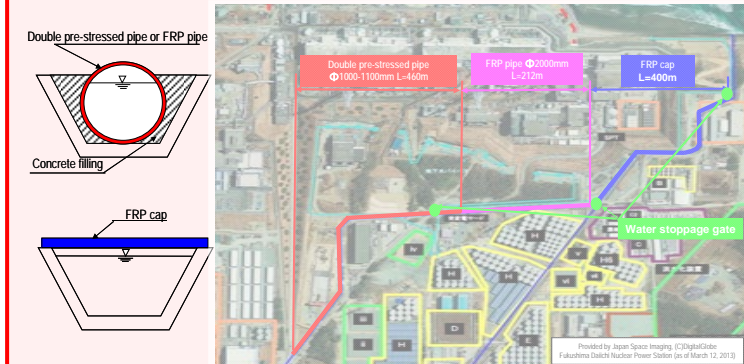 Double pre-stressed pipe or FRP pipe
Concrete filling
FRP cap
Double pre-stressed pipe
Φ1000-1100mm L=460m
FRP pipe Φ2000mm
L=212m
FRP cap
L=400m
Water stoppage gate
H
H
H
H
D
E
B
C
iv
v
vi
Provided by Japan Space Imaging, (C)DigitalGlobe
Fukushima Daiichi Nuclear Power Station (as of March 12, 2013)